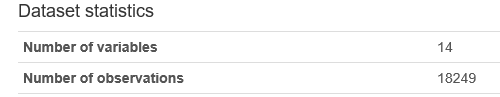 Dataset statistics
Number of variables 14
Number of observations 18249